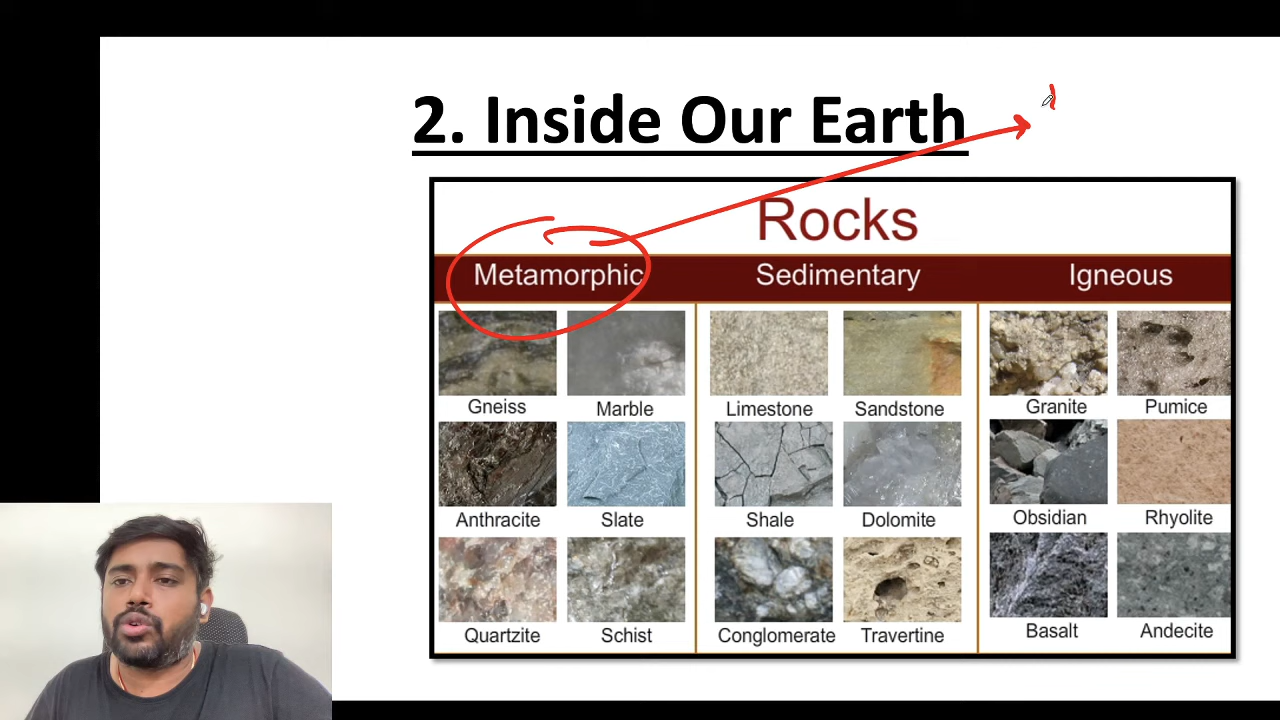 2. Inside Our Earth
Rocks
Metamorphic Sedimentary Igneous
Gneiss Marble Limestone Sandstone Granite Pumice
Anthracite Slate Shale Dolomite Obsidian Rhyolite
Quartzite Schist Conglomerate Travertine Basalt Andecite